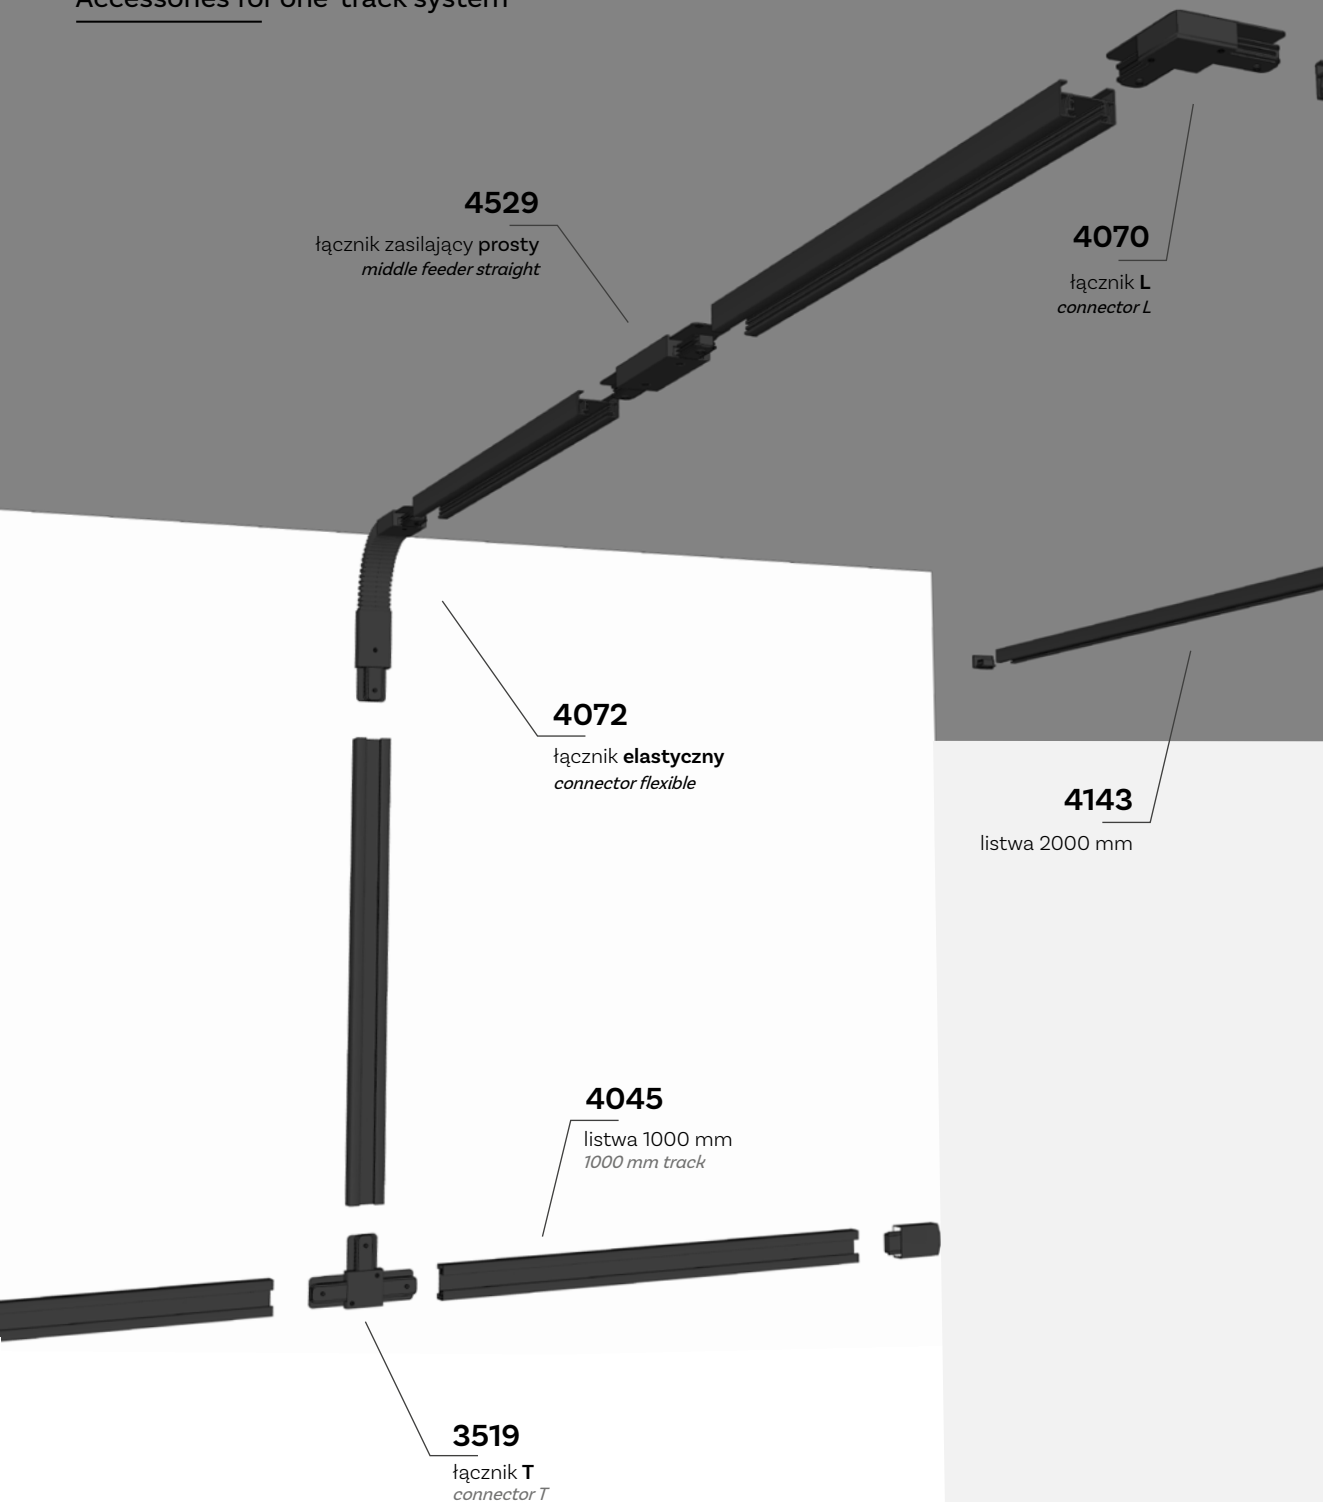 Accessories for one-track system
4529
łącznik zasilający prosty
middle feeder straight
4070
łącznik L
connector L
4072
łącznik elastyczny
connector flexible
4143
listwa 2000 mm
4045
listwa 1000 mm
1000 mm track
3519
łącznik T
connector T